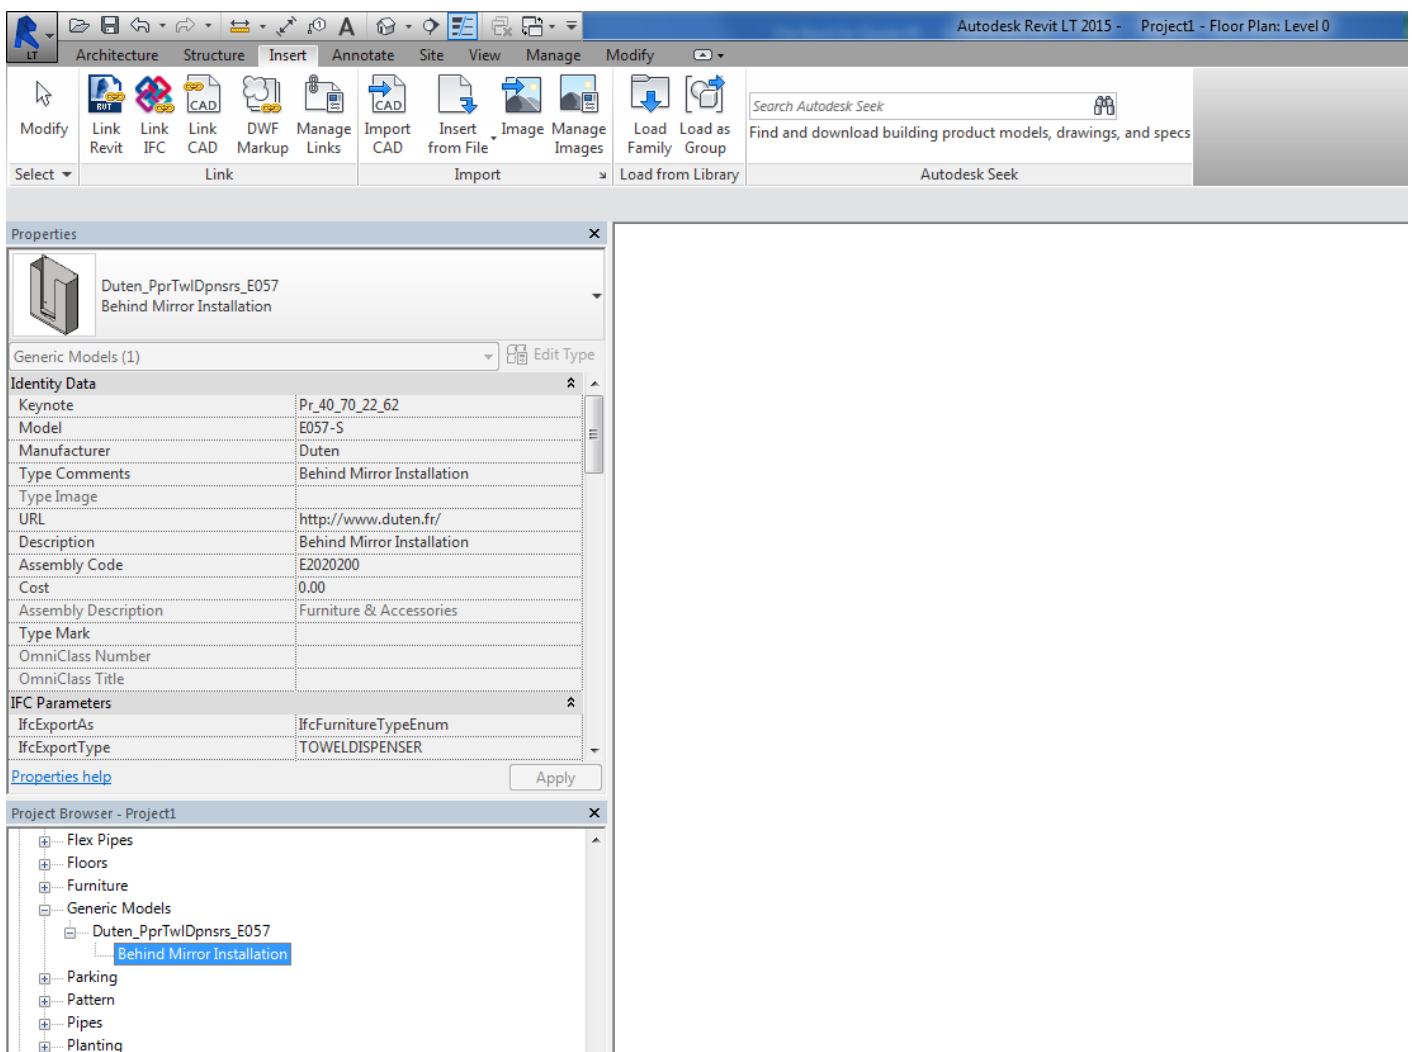 Autodesk Revit LT 2015 - Project1 - Floor Plan: Level 0
LT
Architecture Structure Insert Annotate Site View Manage Modify
Modify
Link Revit
Link IFC
Link CAD
DWF Markup
Manage Links
Import CAD
Insert from File
Image
Manage Images
Load Family
Load as Group
Search Autodesk Seek
Find and download building product models, drawings, and specs
Select Link Import Load from Library Autodesk Seek
Properties
Duten_PprTwlDpnsrs_E057
Behind Mirror Installation
Generic Models (1) Edit Type
Identity Data
Keynote Pr_40_70_22_62
Model E057-S
Manufacturer Duten
Type Comments Behind Mirror Installation
Type Image
URL http://www.duten.fr/
Description Behind Mirror Installation
Assembly Code E2020200
Cost 0.00
Assembly Description Furniture & Accessories
Type Mark
OmniClass Number
OmniClass Title
IFC Parameters
IfcExportAs IfcFurnitureTypeEnum
IfcExportType TOWELDISPENSER
Properties help Apply
Project Browser - Project1
Flex Pipes
Floors
Furniture
Generic Models
Duten_PprTwlDpnsrs_E057
Behind Mirror Installation
Parking
Pattern
Pipes
Planting